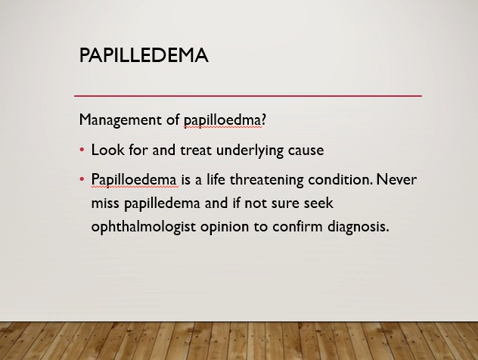 PAPILLEDEMA
Management of papilloedma?
• Look for and treat underlying cause
• Papilloedema is a life threatening condition. Never
miss papilledema and if not sure seek
ophthalmologist opinion to confirm diagnosis.